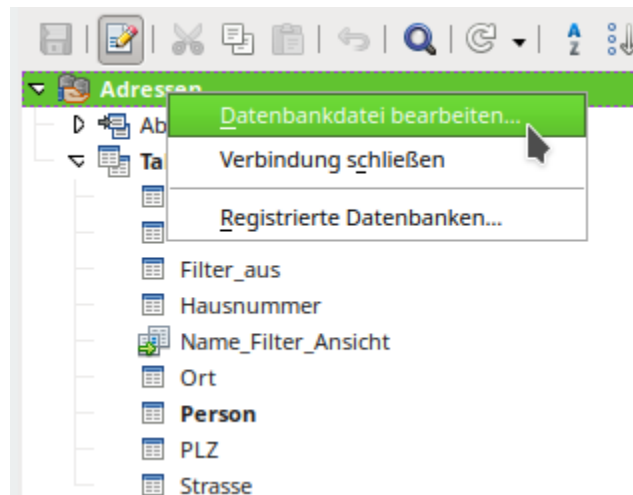 A
Z
Adressen
Datenbankdatei bearbeiten...
Ab
Verbindung schließen
Ta
Registrierte Datenbanken...
Filter_aus
Hausnummer
Name_Filter_Ansicht
Ort
Person
PLZ
Strasse